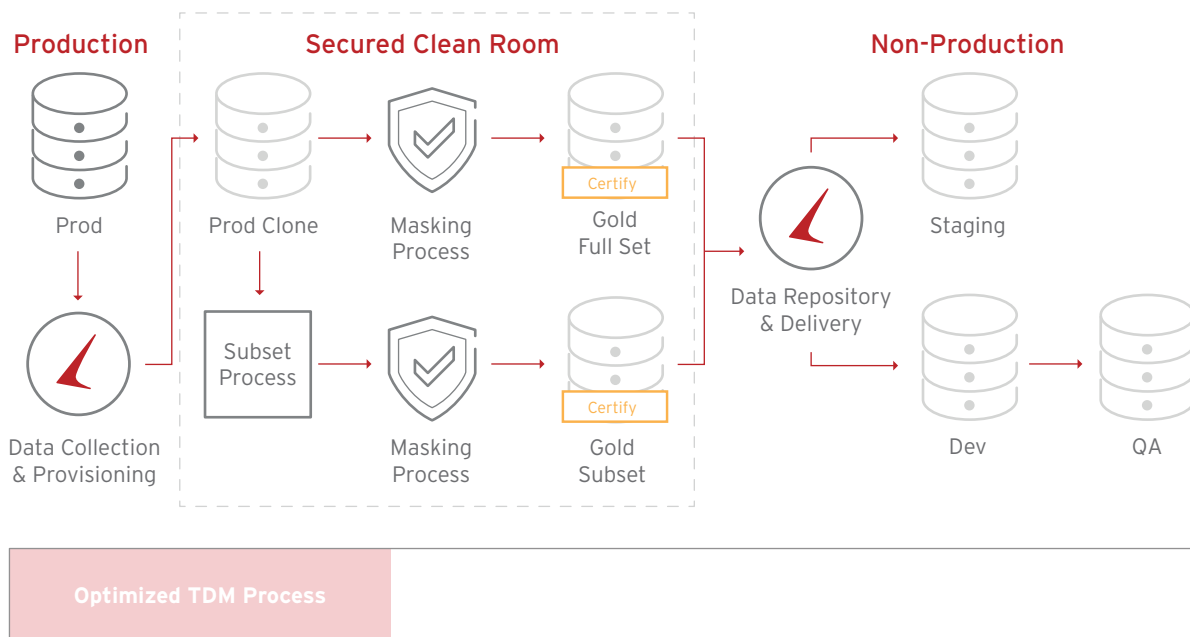 Production
Secured Clean Room
Non-Production
Certify
Prod
Prod Clone
Masking
Process
Gold
Full Set
Staging
Data Repository
& Delivery
Subset
Process
Certify
Data Collection
& Provisioning
Masking
Process
Gold
Subset
Dev
QA
Optimized TDM Process